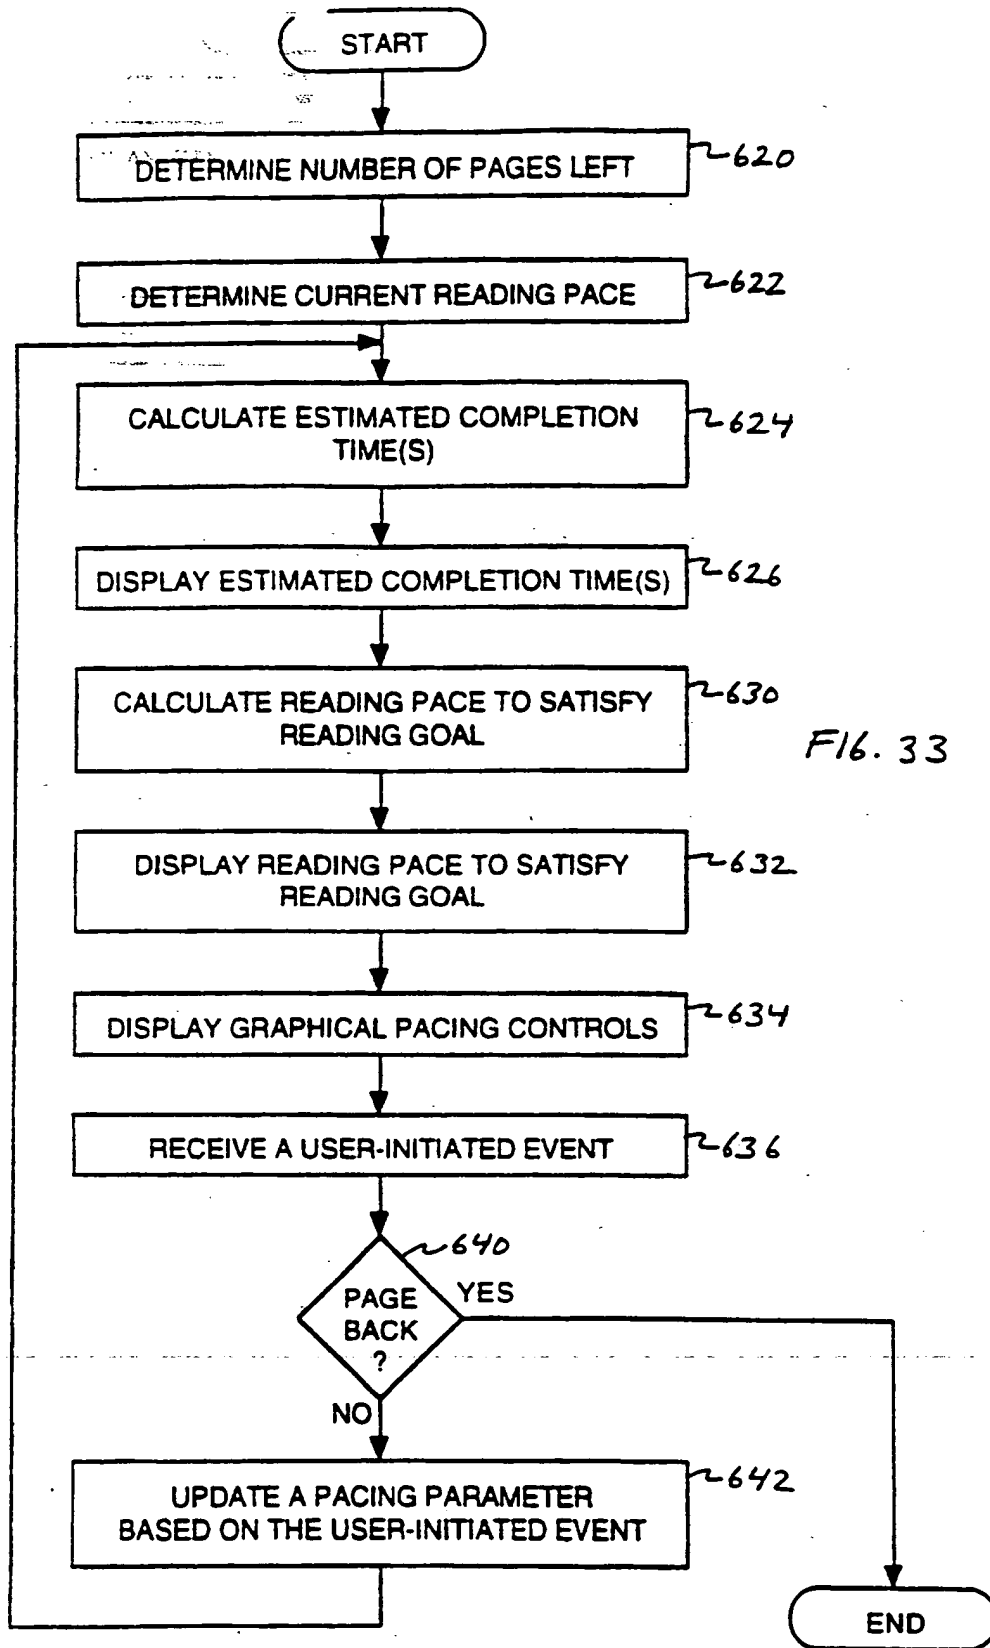 START
DETERMINE NUMBER OF PAGES LEFT
620
DETERMINE CURRENT READING PACE
622
CALCULATE ESTIMATED COMPLETION
TIME(S)
624
DISPLAY ESTIMATED COMPLETION TIME(S)
626
CALCULATE READING PACE TO SATISFY
READING GOAL
630
FIG. 33
DISPLAY READING PACE TO SATISFY
READING GOAL
632
DISPLAY GRAPHICAL PACING CONTROLS
634
RECEIVE A USER-INITIATED EVENT
636
640
PAGE
BACK
?
YES
NO
UPDATE A PACING PARAMETER
BASED ON THE USER-INITIATED EVENT
642
END